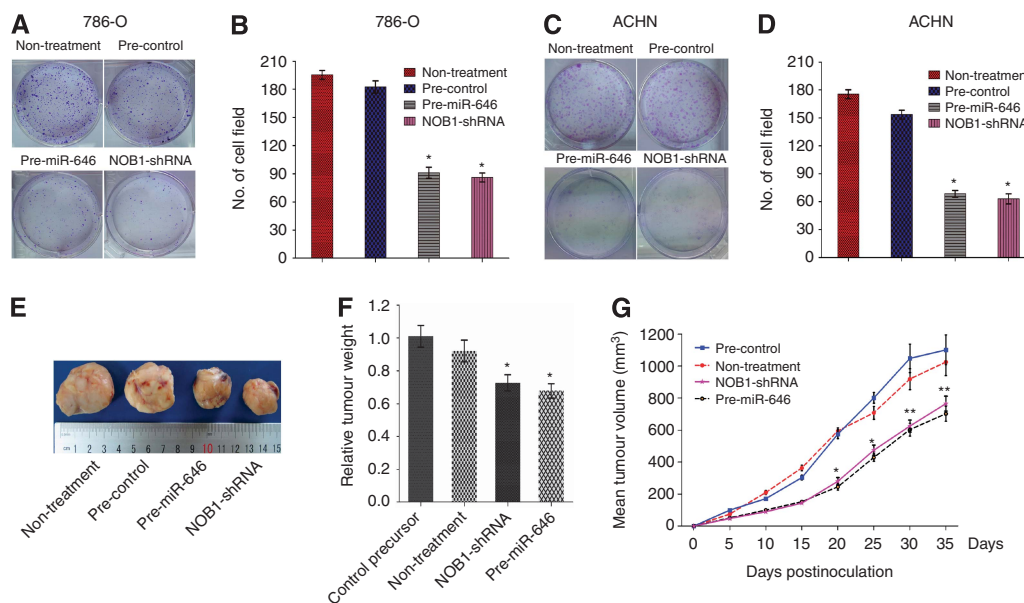 A
786-O
Non-treatment
Pre-control
Pre-miR-646
NOB1-shRNA
B
786-O
No. of cell field
210
180
150
120
90
60
30
0
Non-treatment
Pre-control
Pre-miR-646
NOB1-shRNA
*
*
C
ACHN
Non-treatment
Pre-control
Pre-miR-646
NOB1-shRNA
D
ACHN
No. of cell field
210
180
150
120
90
60
30
0
Non-treatmen
Pre-control
Pre-miR-646
NOB1-shRNA
*
*
E
cm 1 2 3 4 5 6 7 8 9 10 11 12 13 14 15
Non-treatment
Pre-control
Pre-miR-646
NOB1-shRNA
F
Relative tumour weight
1.2
1.0
0.8
0.6
0.4
0.2
0.0
*
*
Control precursor
Non-treatment
NOB1-shRNA
Pre-miR-646
G
Mean tumour volume (mm³)
1200
1000
800
600
400
200
0
Pre-control
Non-treatment
NOB1-shRNA
Pre-miR-646
*
*
**
**
0 5 10 15 20 25 30 35 Days
Days postinoculation